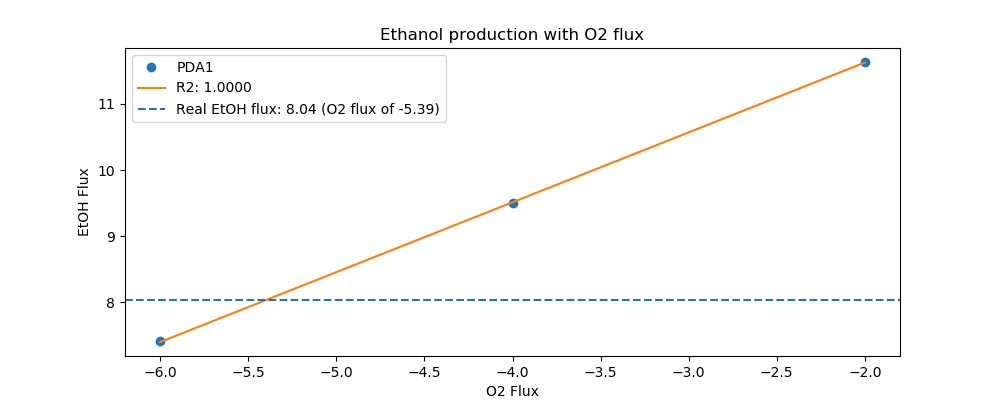 Ethanol production with O2 flux
PDA1
R2: 1.0000
Real EtOH flux: 8.04 (O2 flux of -5.39)
EtOH Flux
11
10
9
8
−6.0 −5.5 −5.0 −4.5 −4.0 −3.5 −3.0 −2.5 −2.0
O2 Flux